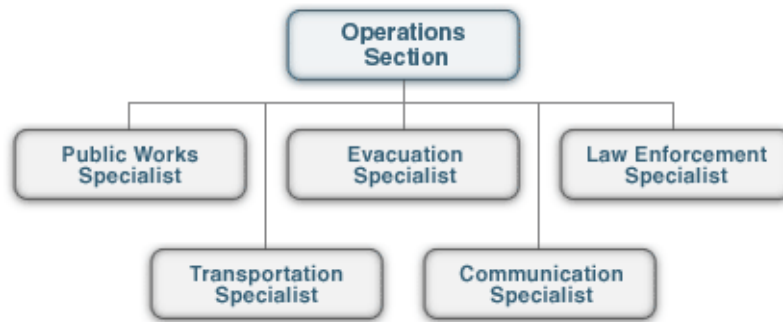 Operations
Section
Public Works
Specialist
Evacuation
Specialist
Law Enforcement
Specialist
Transportation
Specialist
Communication
Specialist